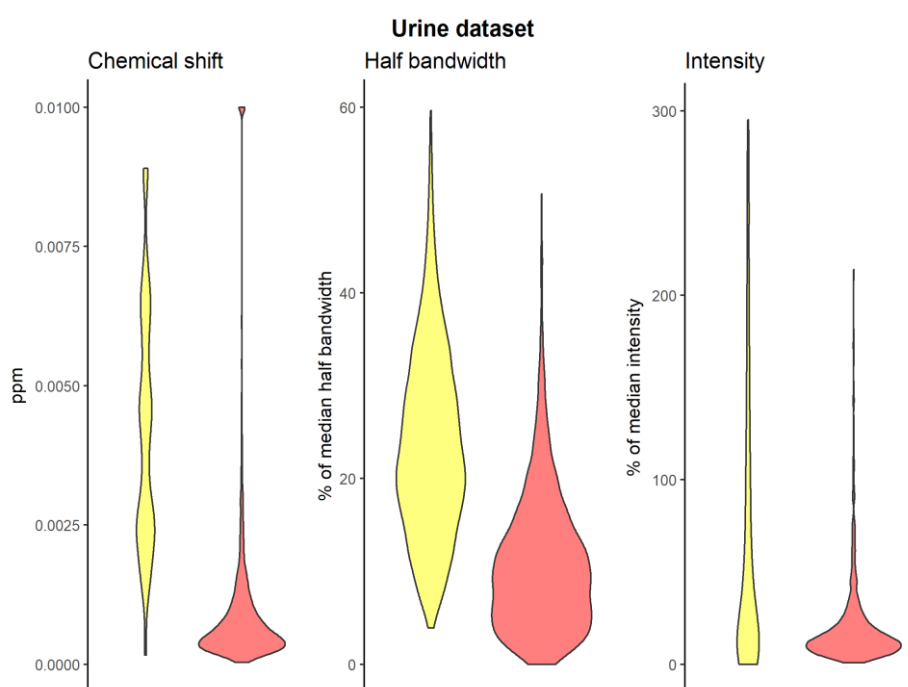 Urine dataset
Chemical shift
Half bandwidth
Intensity
ppm
0.0100
0.0075
0.0050
0.0025
0.0000
% of median half bandwidth
60
40
20
0
% of median intensity
300
200
100
0